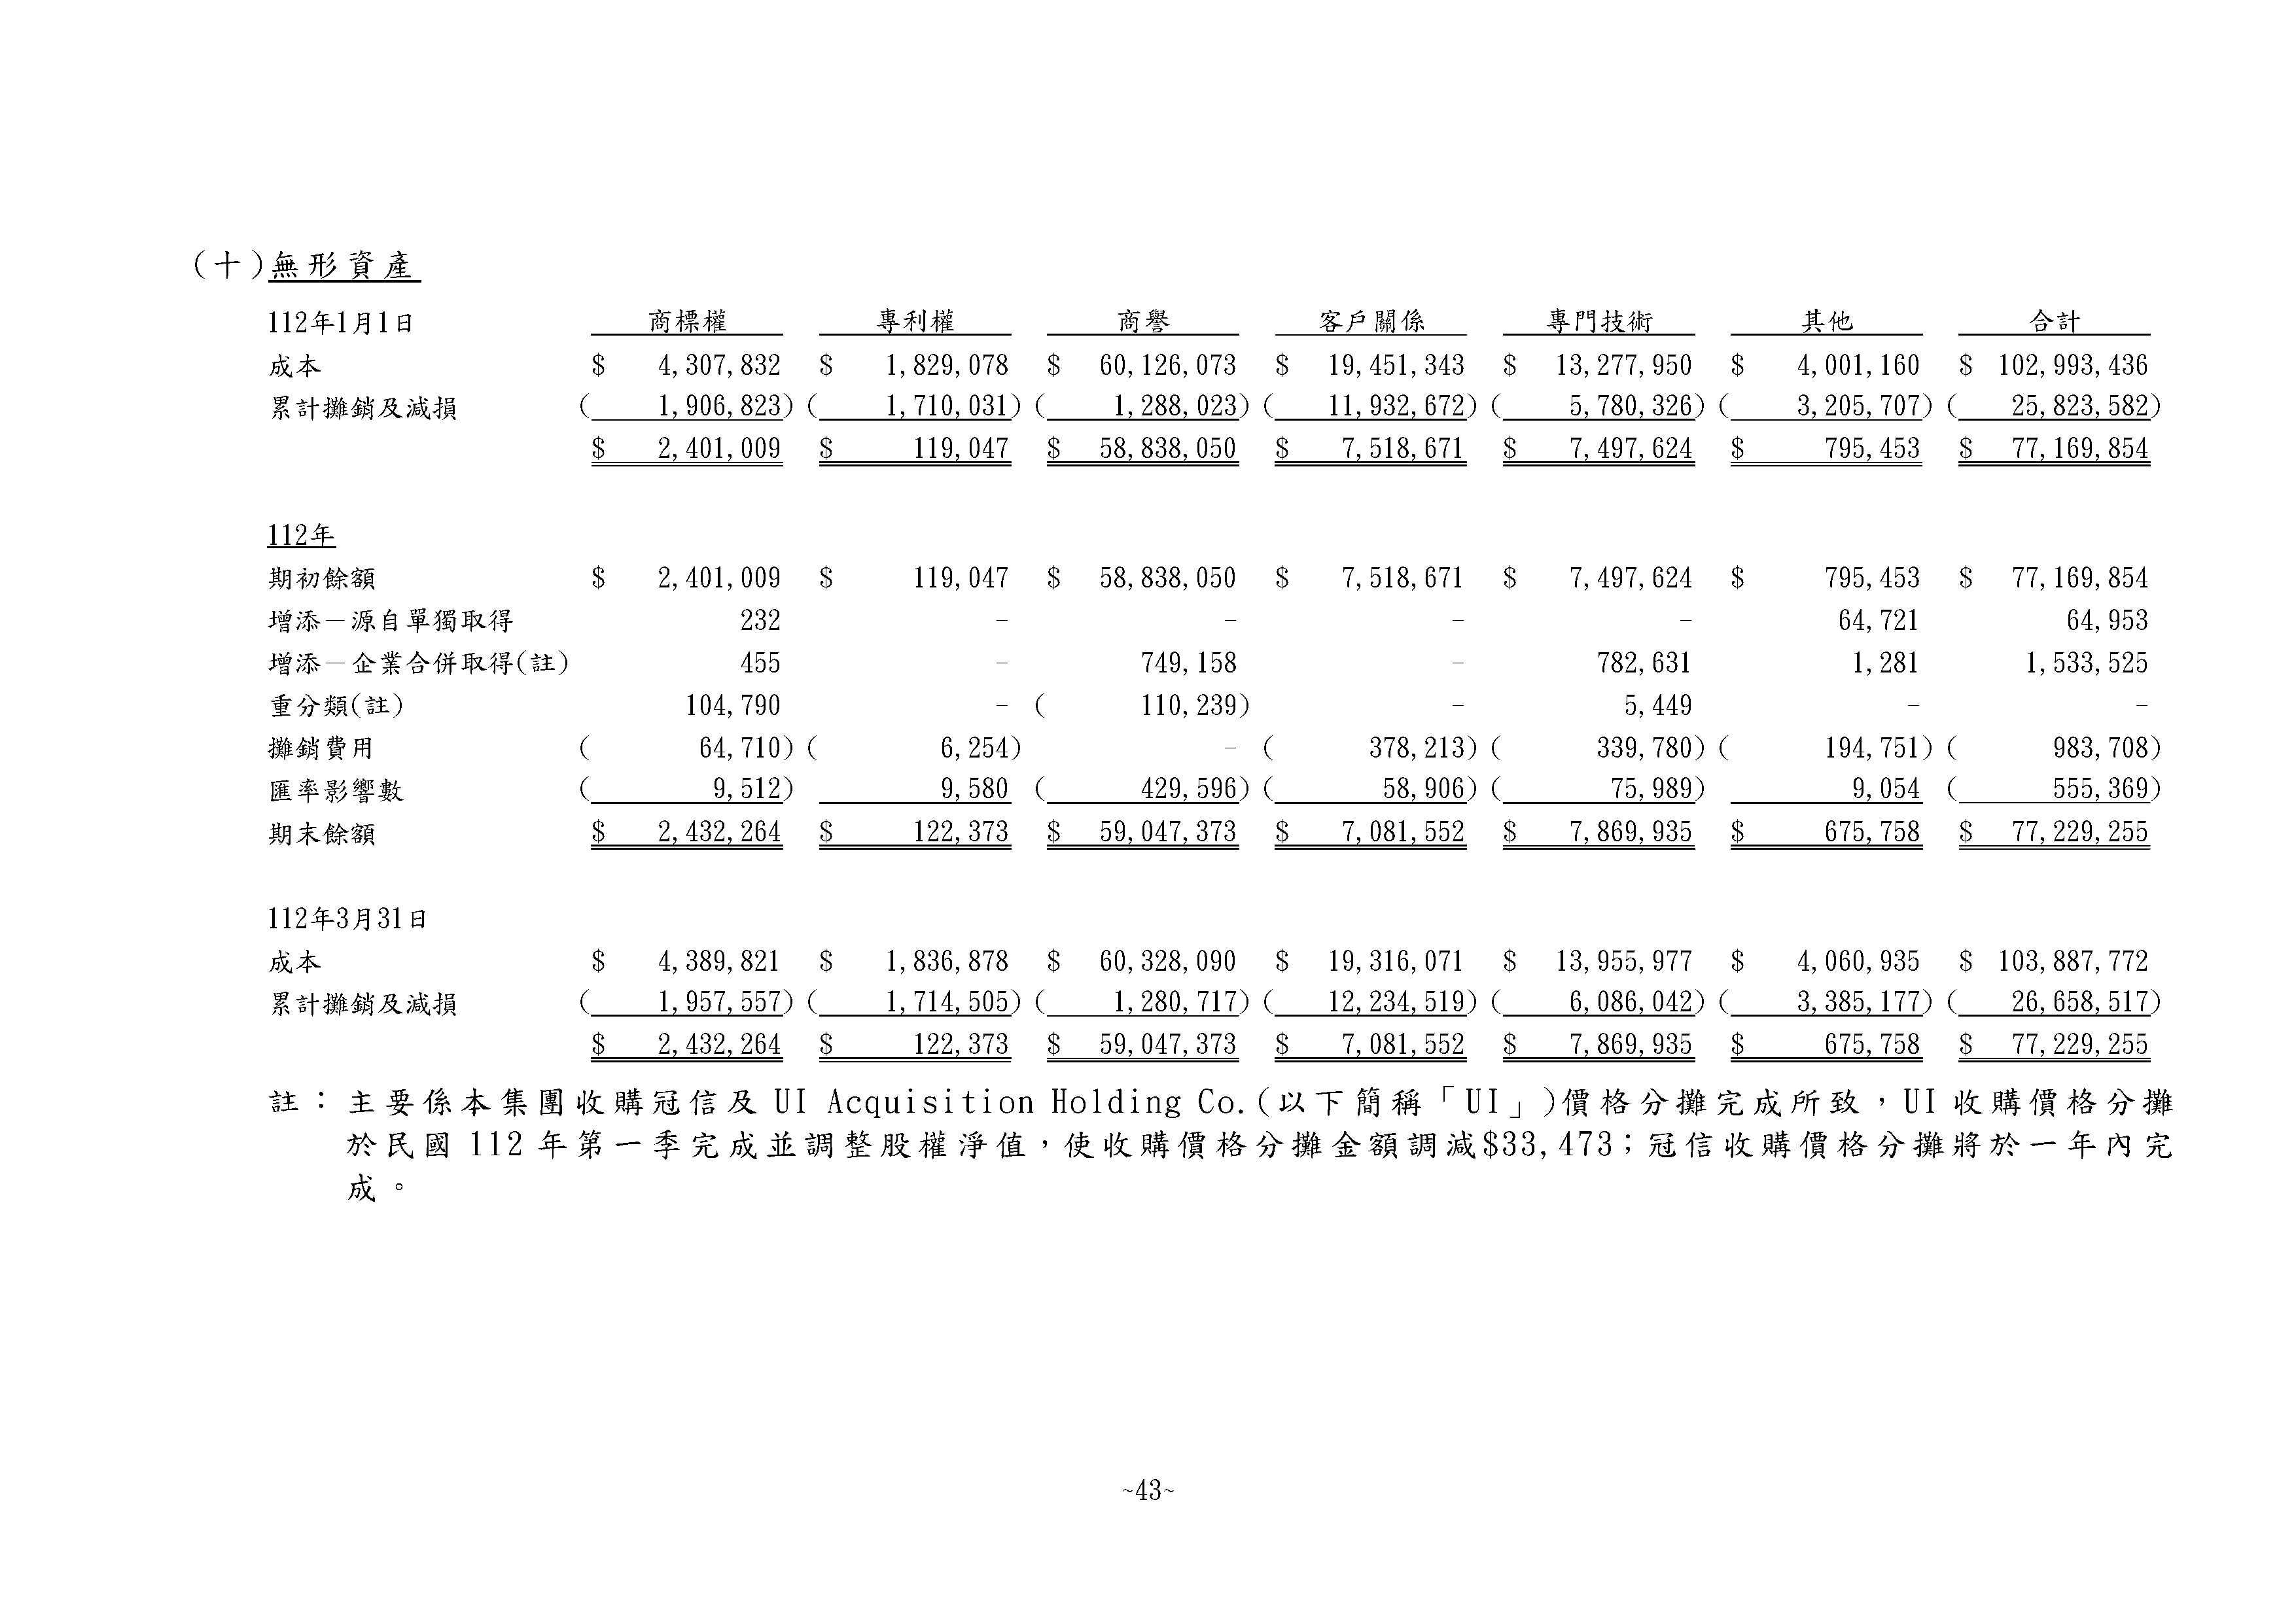 (十)無形資產
112年1月1日 商標權 專利權 商譽 客戶關係 專門技術 其他 合計
成本 $ 4,307,832 $ 1,829,078 $ 60,126,073 $ 19,451,343 $ 13,277,950 $ 4,001,160 $ 102,993,436
累計攤銷及減損 ( 1,906,823) ( 1,710,031) ( 1,288,023) ( 11,932,672) ( 5,780,326) ( 3,205,707) ( 25,823,582)
$ 2,401,009 $ 119,047 $ 58,838,050 $ 7,518,671 $ 7,497,624 $ 795,453 $ 77,169,854
112年
期初餘額 $ 2,401,009 $ 119,047 $ 58,838,050 $ 7,518,671 $ 7,497,624 $ 795,453 $ 77,169,854
增添－源自單獨取得 232 - - - - 64,721 64,953
增添－企業合併取得(註) 455 - 749,158 - 782,631 1,281 1,533,525
重分類(註) 104,790 - ( 110,239) - 5,449 - -
攤銷費用 ( 64,710) ( 6,254) - ( 378,213) ( 339,780) ( 194,751) ( 983,708)
匯率影響數 ( 9,512) 9,580 ( 429,596) ( 58,906) ( 75,989) 9,054 ( 555,369)
期末餘額 $ 2,432,264 $ 122,373 $ 59,047,373 $ 7,081,552 $ 7,869,935 $ 675,758 $ 77,229,255
112年3月31日
成本 $ 4,389,821 $ 1,836,878 $ 60,328,090 $ 19,316,071 $ 13,955,977 $ 4,060,935 $ 103,887,772
累計攤銷及減損 ( 1,957,557) ( 1,714,505) ( 1,280,717) ( 12,234,519) ( 6,086,042) ( 3,385,177) ( 26,658,517)
$ 2,432,264 $ 122,373 $ 59,047,373 $ 7,081,552 $ 7,869,935 $ 675,758 $ 77,229,255
註：主要係本集團收購冠信及 UI Acquisition Holding Co.(以下簡稱「UI」)價格分攤完成所致，UI 收購價格分攤
於民國 112 年第一季完成並調整股權淨值，使收購價格分攤金額調減$33,473；冠信收購價格分攤將於一年內完
成。
~43~